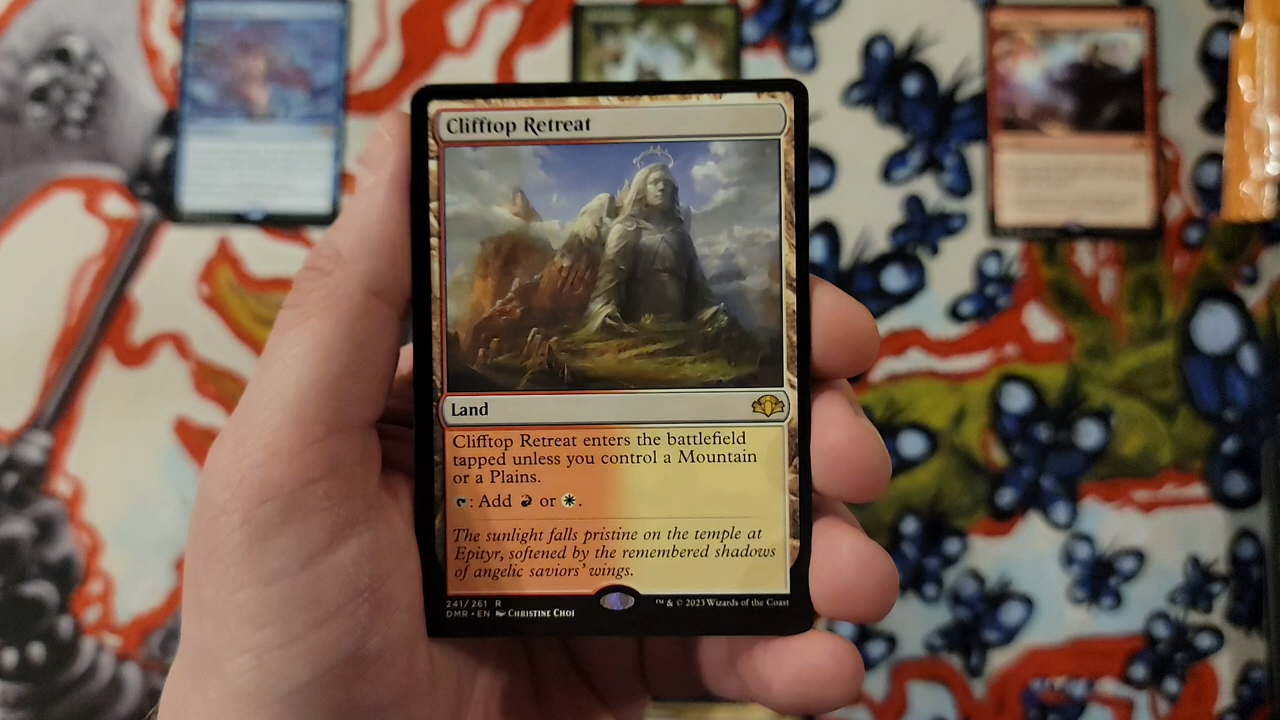 Clifftop Retreat
Land
Clifftop Retreat enters the battlefield
tapped unless you control a Mountain
or a Plains.
: Add or .
The sunlight falls pristine on the temple at
Epityr, softened by the remembered shadows
of angelic saviors' wings.
241/261 R
DMR • EN Christine Choi
™ & © 2023 Wizards of the Coast